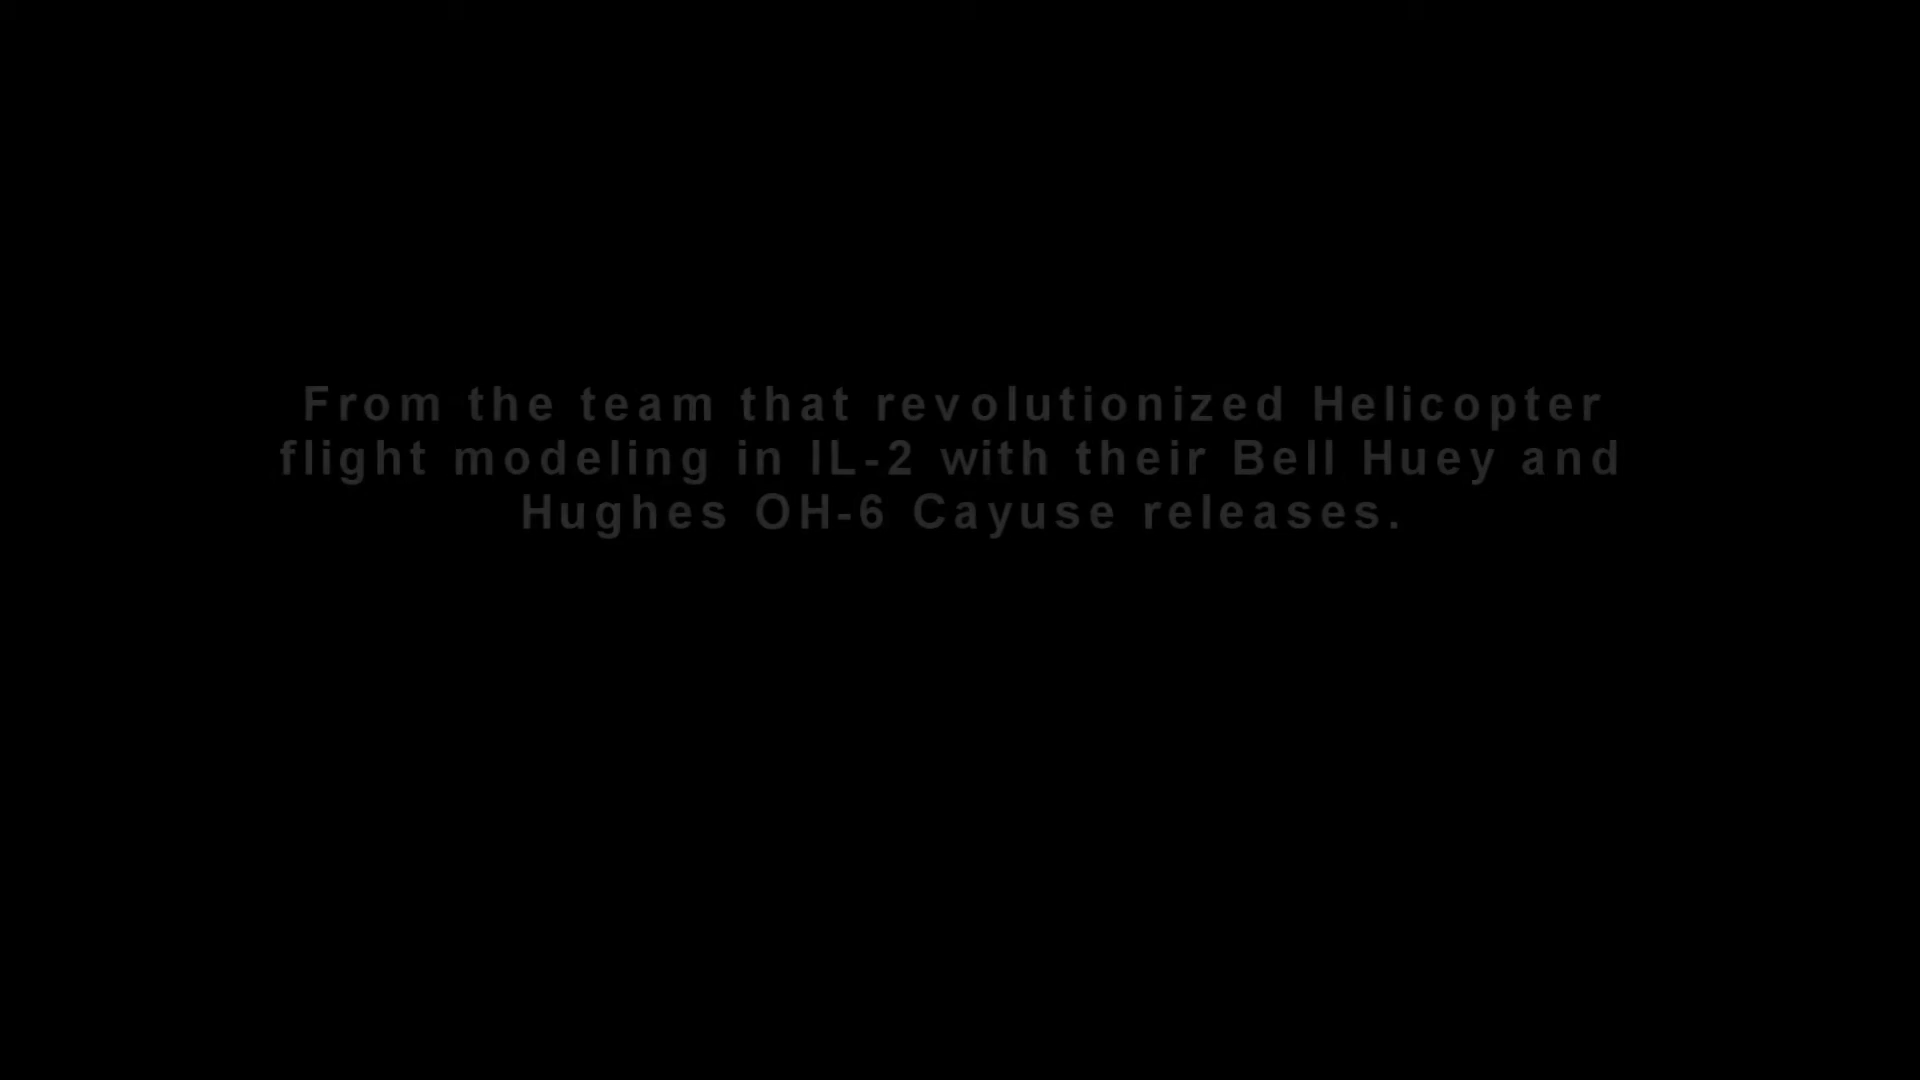 From the team that revolutionized Helicopter
flight modeling in IL-2 with their Bell Huey and
Hughes OH-6 Cayuse releases.